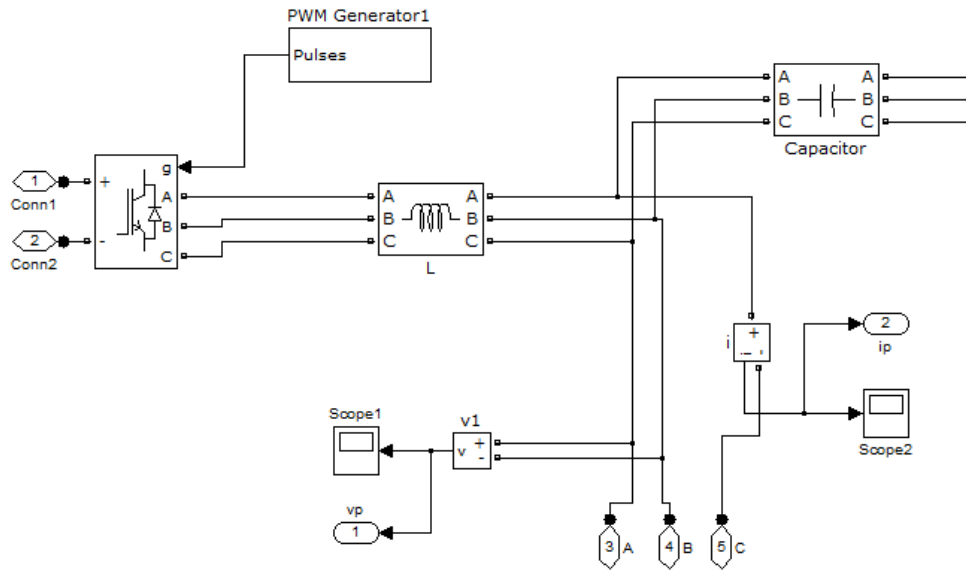 PWM Generator1
Pulses
A A
B B
C C
Capacitor
g
1 +
Conn1
A
B
2 -
Conn2
C
A A
B B
C C
L
i + -
2
ip
Scope2
Scope1
v1
v + -
vp
1
3 A
4 B
5 C